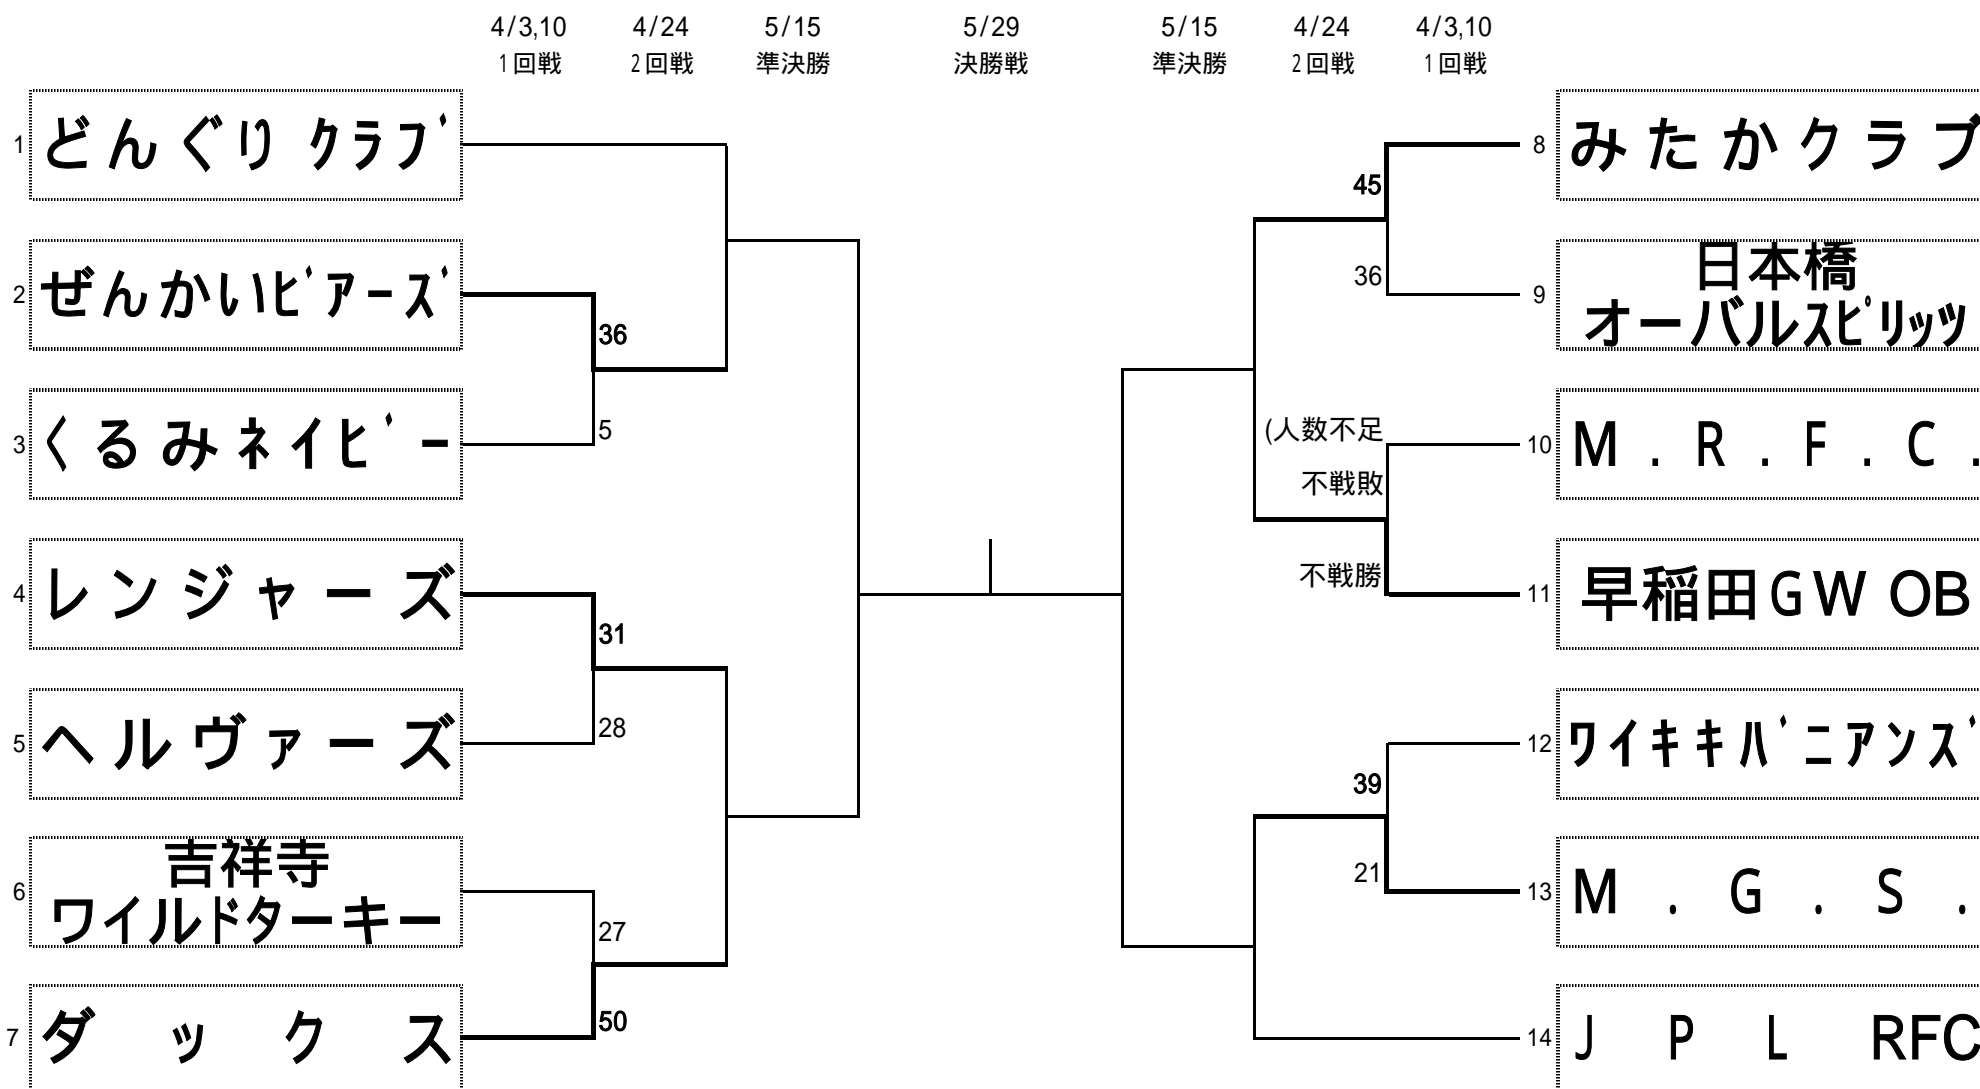 4/3,10 4/24 5/15 5/29 5/15 4/24 4/3,10
1回戦 2回戦 準決勝 決勝戦 準決勝 2回戦 1回戦
1 どんぐり クラブ
2 ぜんかいビアーズ
36
3 くるみネイビー
5
4 レンジャーズ
31
5 ヘルヴァーズ
28
6 吉祥寺
ワイルドターキー
27
7 ダックス
50
8 みたかクラブ
45
9 日本橋
オーバルスピリッツ
36
(人数不足
10 M.R.F.C.
不戦敗
不戦勝
11 早稲田GW OB
12 ワイキキバニアンズ
39
13 M.G.S.
21
14 J P L RFC